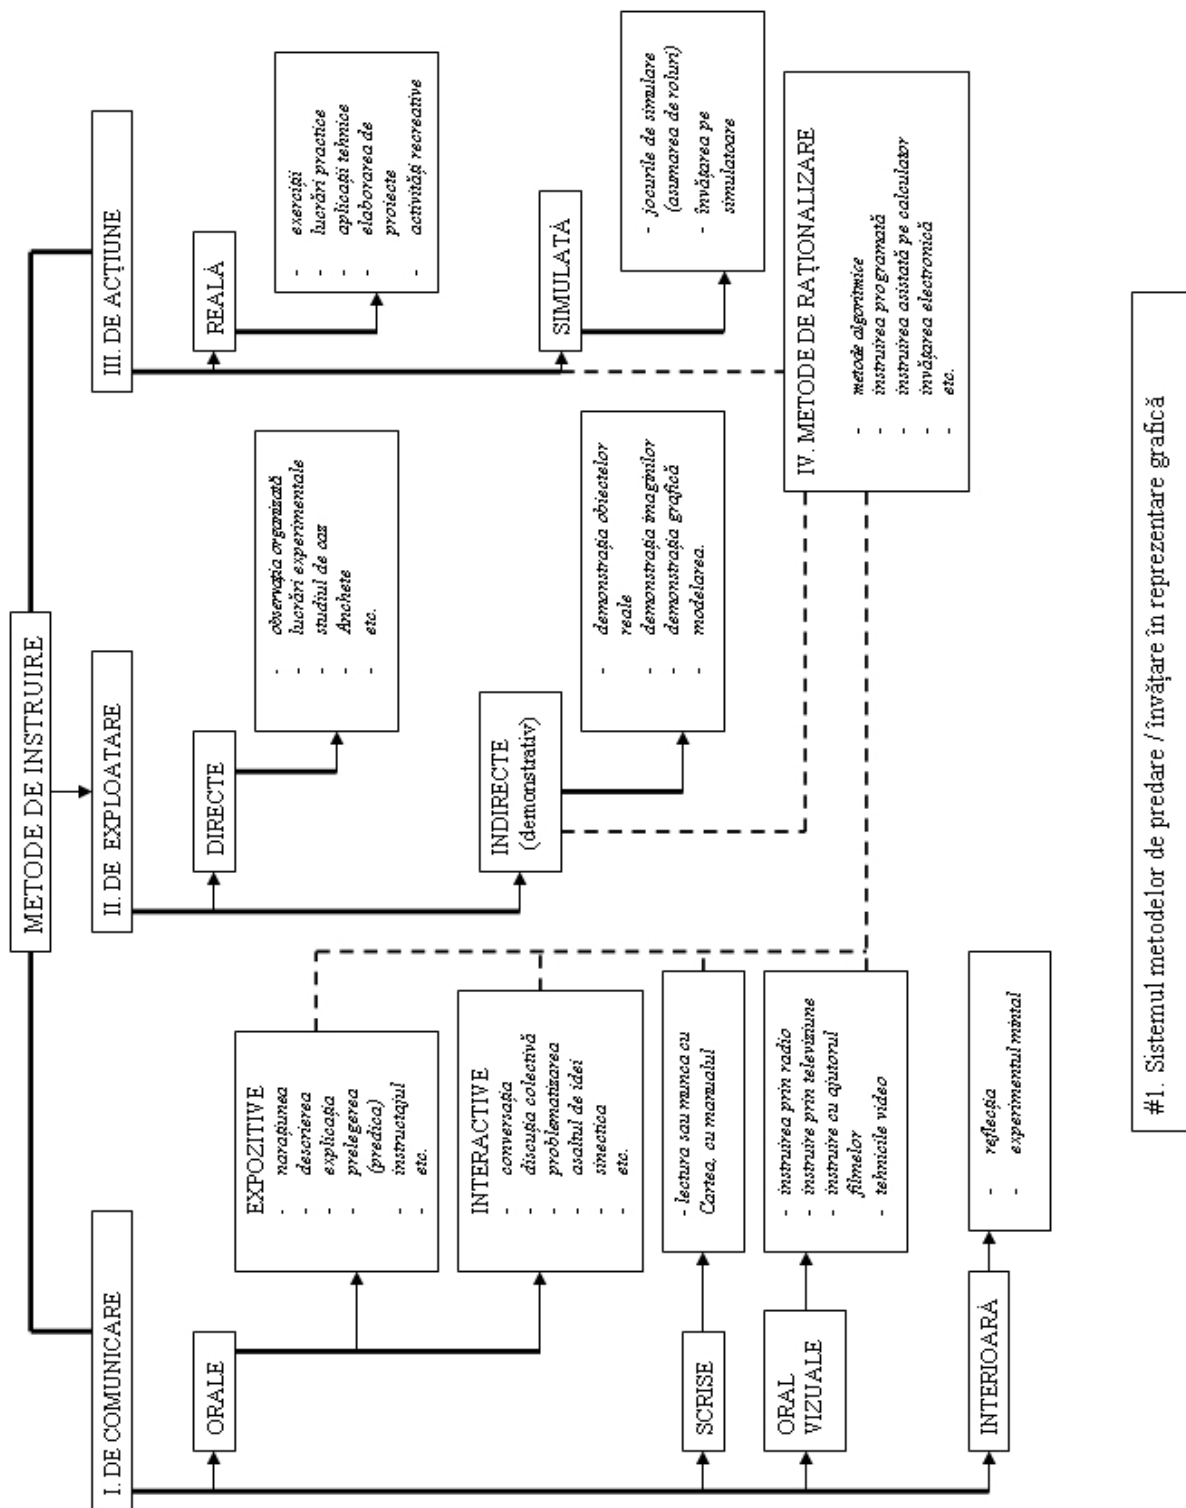 METODE DE INSTRUIRE
I. DE COMUNICARE
ORALE
EXPOZITIVE
- narațiunea
- descrierea
- explicația
- prelegerea
(predica)
- instructajul
- etc.
INTERACTIVE
- conversația
- discuția colectivă
- problematizarea
- asaltul de idei
- sinectica
- etc.
SCRISE
- lectura sau munca cu
Cartea, cu manualul
ORAL
VIZUALE
- instruirea prin radio
- instruire prin televiziune
- instruire cu ajutorul
filmelor
- tehnicile video
INTERIOARĂ
- reflecția
- experimentul mintal
II. DE EXPLOATARE
DIRECTE
- observația organizată
- lucrări experimentale
- studiul de caz
- Anchete
- etc.
INDIRECTE
(demonstrativ)
- demonstrația obiectelor
reale
- demonstrația imaginilor
- demonstrația grafică
- modelarea.
III. DE ACȚIUNE
REALĂ
- exerciții
- lucrări practice
- aplicații tehnice
- elaborarea de
proiecte
- activități recreative
SIMULATĂ
- jocurile de simulare
(asumarea de roluri)
- învățarea pe
simulatoare
IV. METODE DE RAȚIONALIZARE
- metode algoritmice
- instruirea programată
- instruirea asistată pe calculator
- învățarea electronică
- etc.
#1. Sistemul metodelor de predare / învățare în reprezentare grafică